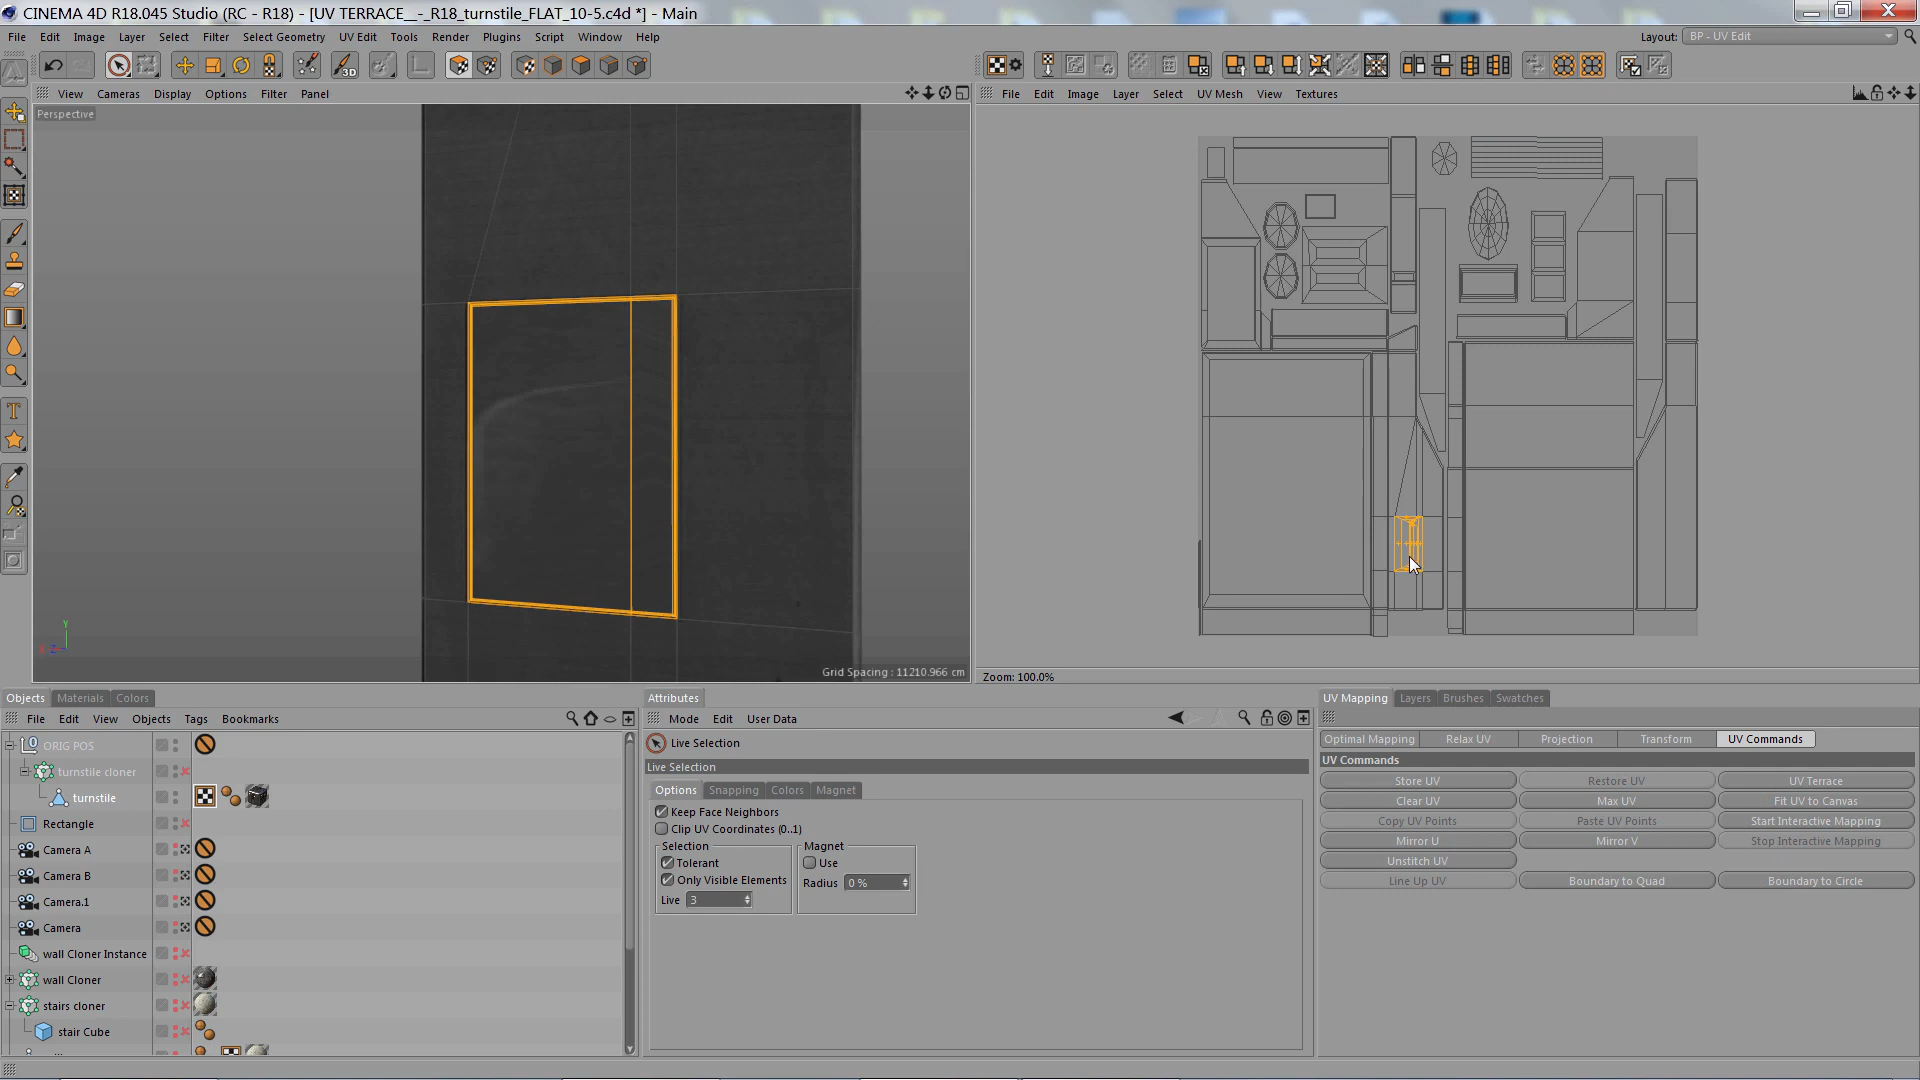 CINEMA 4D R18.045 Studio (RC - R18) - [UV TERRACE__-_R18_turnstile_FLAT_10-5.c4d *] - Main
File Edit Image Layer Select Filter Select Geometry UV Edit Tools Render Plugins Script Window Help
Layout: BP - UV Edit
View Cameras Display Options Filter Panel
File Edit Image Layer Select UV Mesh View Textures
Perspective
Y
Grid Spacing : 11210.966 cm
Zoom: 100.0%
Objects Materials Colors
File Edit View Objects Tags Bookmarks
ORIG POS
turnstile cloner
turnstile
Rectangle
Camera A
Camera B
Camera.1
Camera
wall Cloner Instance
wall Cloner
stairs cloner
stair Cube
Attributes
Mode Edit User Data
Live Selection
Live Selection
Options Snapping Colors Magnet
Keep Face Neighbors
Clip UV Coordinates (0..1)
Selection Magnet
Tolerant Use
Only Visible Elements Radius 0 %
Live 3
UV Mapping Layers Brushes Swatches
Optimal Mapping Relax UV Projection Transform UV Commands
UV Commands
Store UV Restore UV UV Terrace
Clear UV Max UV Fit UV to Canvas
Copy UV Points Paste UV Points Start Interactive Mapping
Mirror U Mirror V Stop Interactive Mapping
Unstitch UV
Line Up UV Boundary to Quad Boundary to Circle